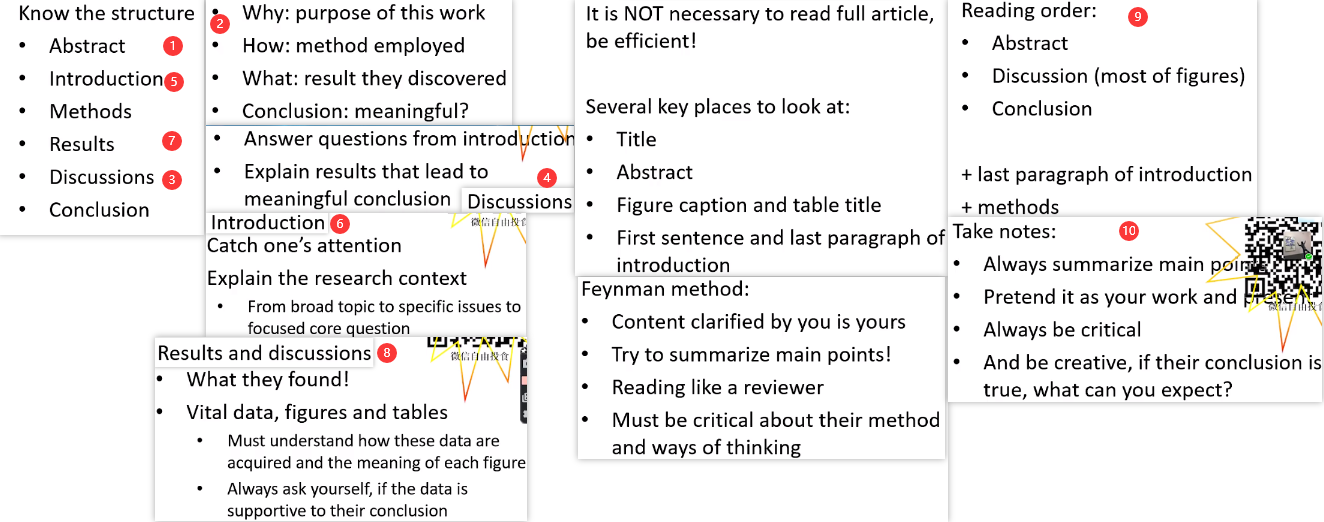 Know the structure
• Abstract 1
• Introduction 5
• Methods
• Results 7
• Discussions 3
• Conclusion
2
• Why: purpose of this work
• How: method employed
• What: result they discovered
• Conclusion: meaningful?
• Answer questions from introduction
• Explain results that lead to
meaningful conclusion
4
Discussions
Introduction 6
微信自由投食
Catch one's attention
Explain the research context
• From broad topic to specific issues to
focused core question
Results and discussions 8
微信自由投食
• What they found!
• Vital data, figures and tables
• Must understand how these data are
acquired and the meaning of each figure
• Always ask yourself, if the data is
supportive to their conclusion
It is NOT necessary to read full article,
be efficient!
Several key places to look at:
• Title
• Abstract
• Figure caption and table title
• First sentence and last paragraph of
introduction
Feynman method:
• Content clarified by you is yours
• Try to summarize main points!
• Reading like a reviewer
• Must be critical about their method
and ways of thinking
Reading order: 9
• Abstract
• Discussion (most of figures)
• Conclusion
+ last paragraph of introduction
+ methods
Take notes: 10
• Always summarize main points
• Pretend it as your work and present
微信自由投食
• Always be critical
• And be creative, if their conclusion is
true, what can you expect?